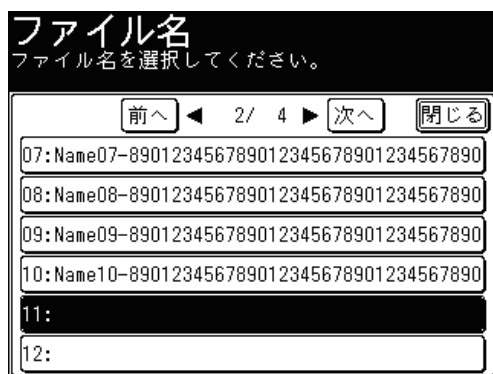 ファイル名
ファイル名を選択してください。
前へ ◀ 2/ 4 ▶ 次へ 閉じる
07:Name07-890123456789012345678901234567890
08:Name08-890123456789012345678901234567890
09:Name09-890123456789012345678901234567890
10:Name10-890123456789012345678901234567890
11:
12: